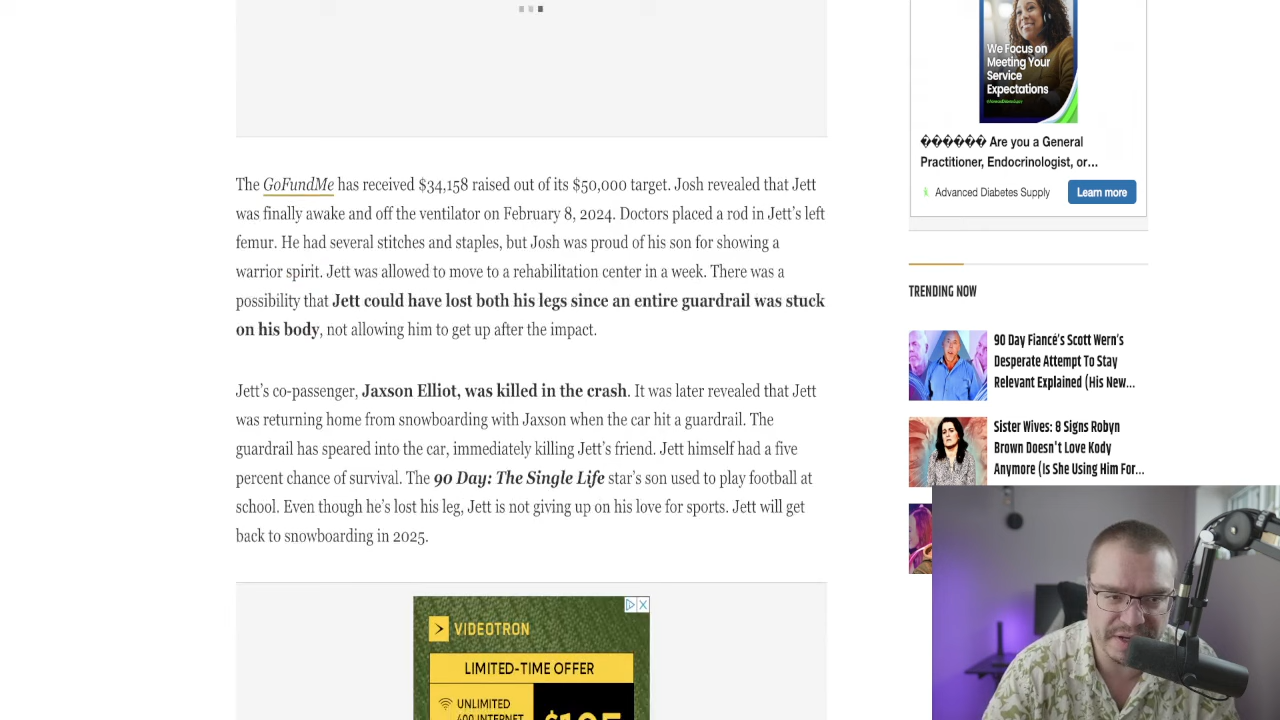 We Focus on
Meeting Your
Service
Expectations
������ Are you a General
Practitioner, Endocrinologist, or...
Advanced Diabetes Supply
Learn more
The GoFundMe has received $34,158 raised out of its $50,000 target. Josh revealed that Jett
was finally awake and off the ventilator on February 8, 2024. Doctors placed a rod in Jett's left
femur. He had several stitches and staples, but Josh was proud of his son for showing a
warrior spirit. Jett was allowed to move to a rehabilitation center in a week. There was a
possibility that Jett could have lost both his legs since an entire guardrail was stuck
on his body, not allowing him to get up after the impact.
Jett's co-passenger, Jaxson Elliot, was killed in the crash. It was later revealed that Jett
was returning home from snowboarding with Jaxson when the car hit a guardrail. The
guardrail has speared into the car, immediately killing Jett's friend. Jett himself had a five
percent chance of survival. The 90 Day: The Single Life star's son used to play football at
school. Even though he's lost his leg, Jett is not giving up on his love for sports. Jett will get
back to snowboarding in 2025.
TRENDING NOW
90 Day Fiancé's Scott Wern's
Desperate Attempt To Stay
Relevant Explained (His New...
Sister Wives: 8 Signs Robyn
Brown Doesn't Love Kody
Anymore (Is She Using Him For...
VIDEOTRON
LIMITED-TIME OFFER
UNLIMITED
400 INTERNET